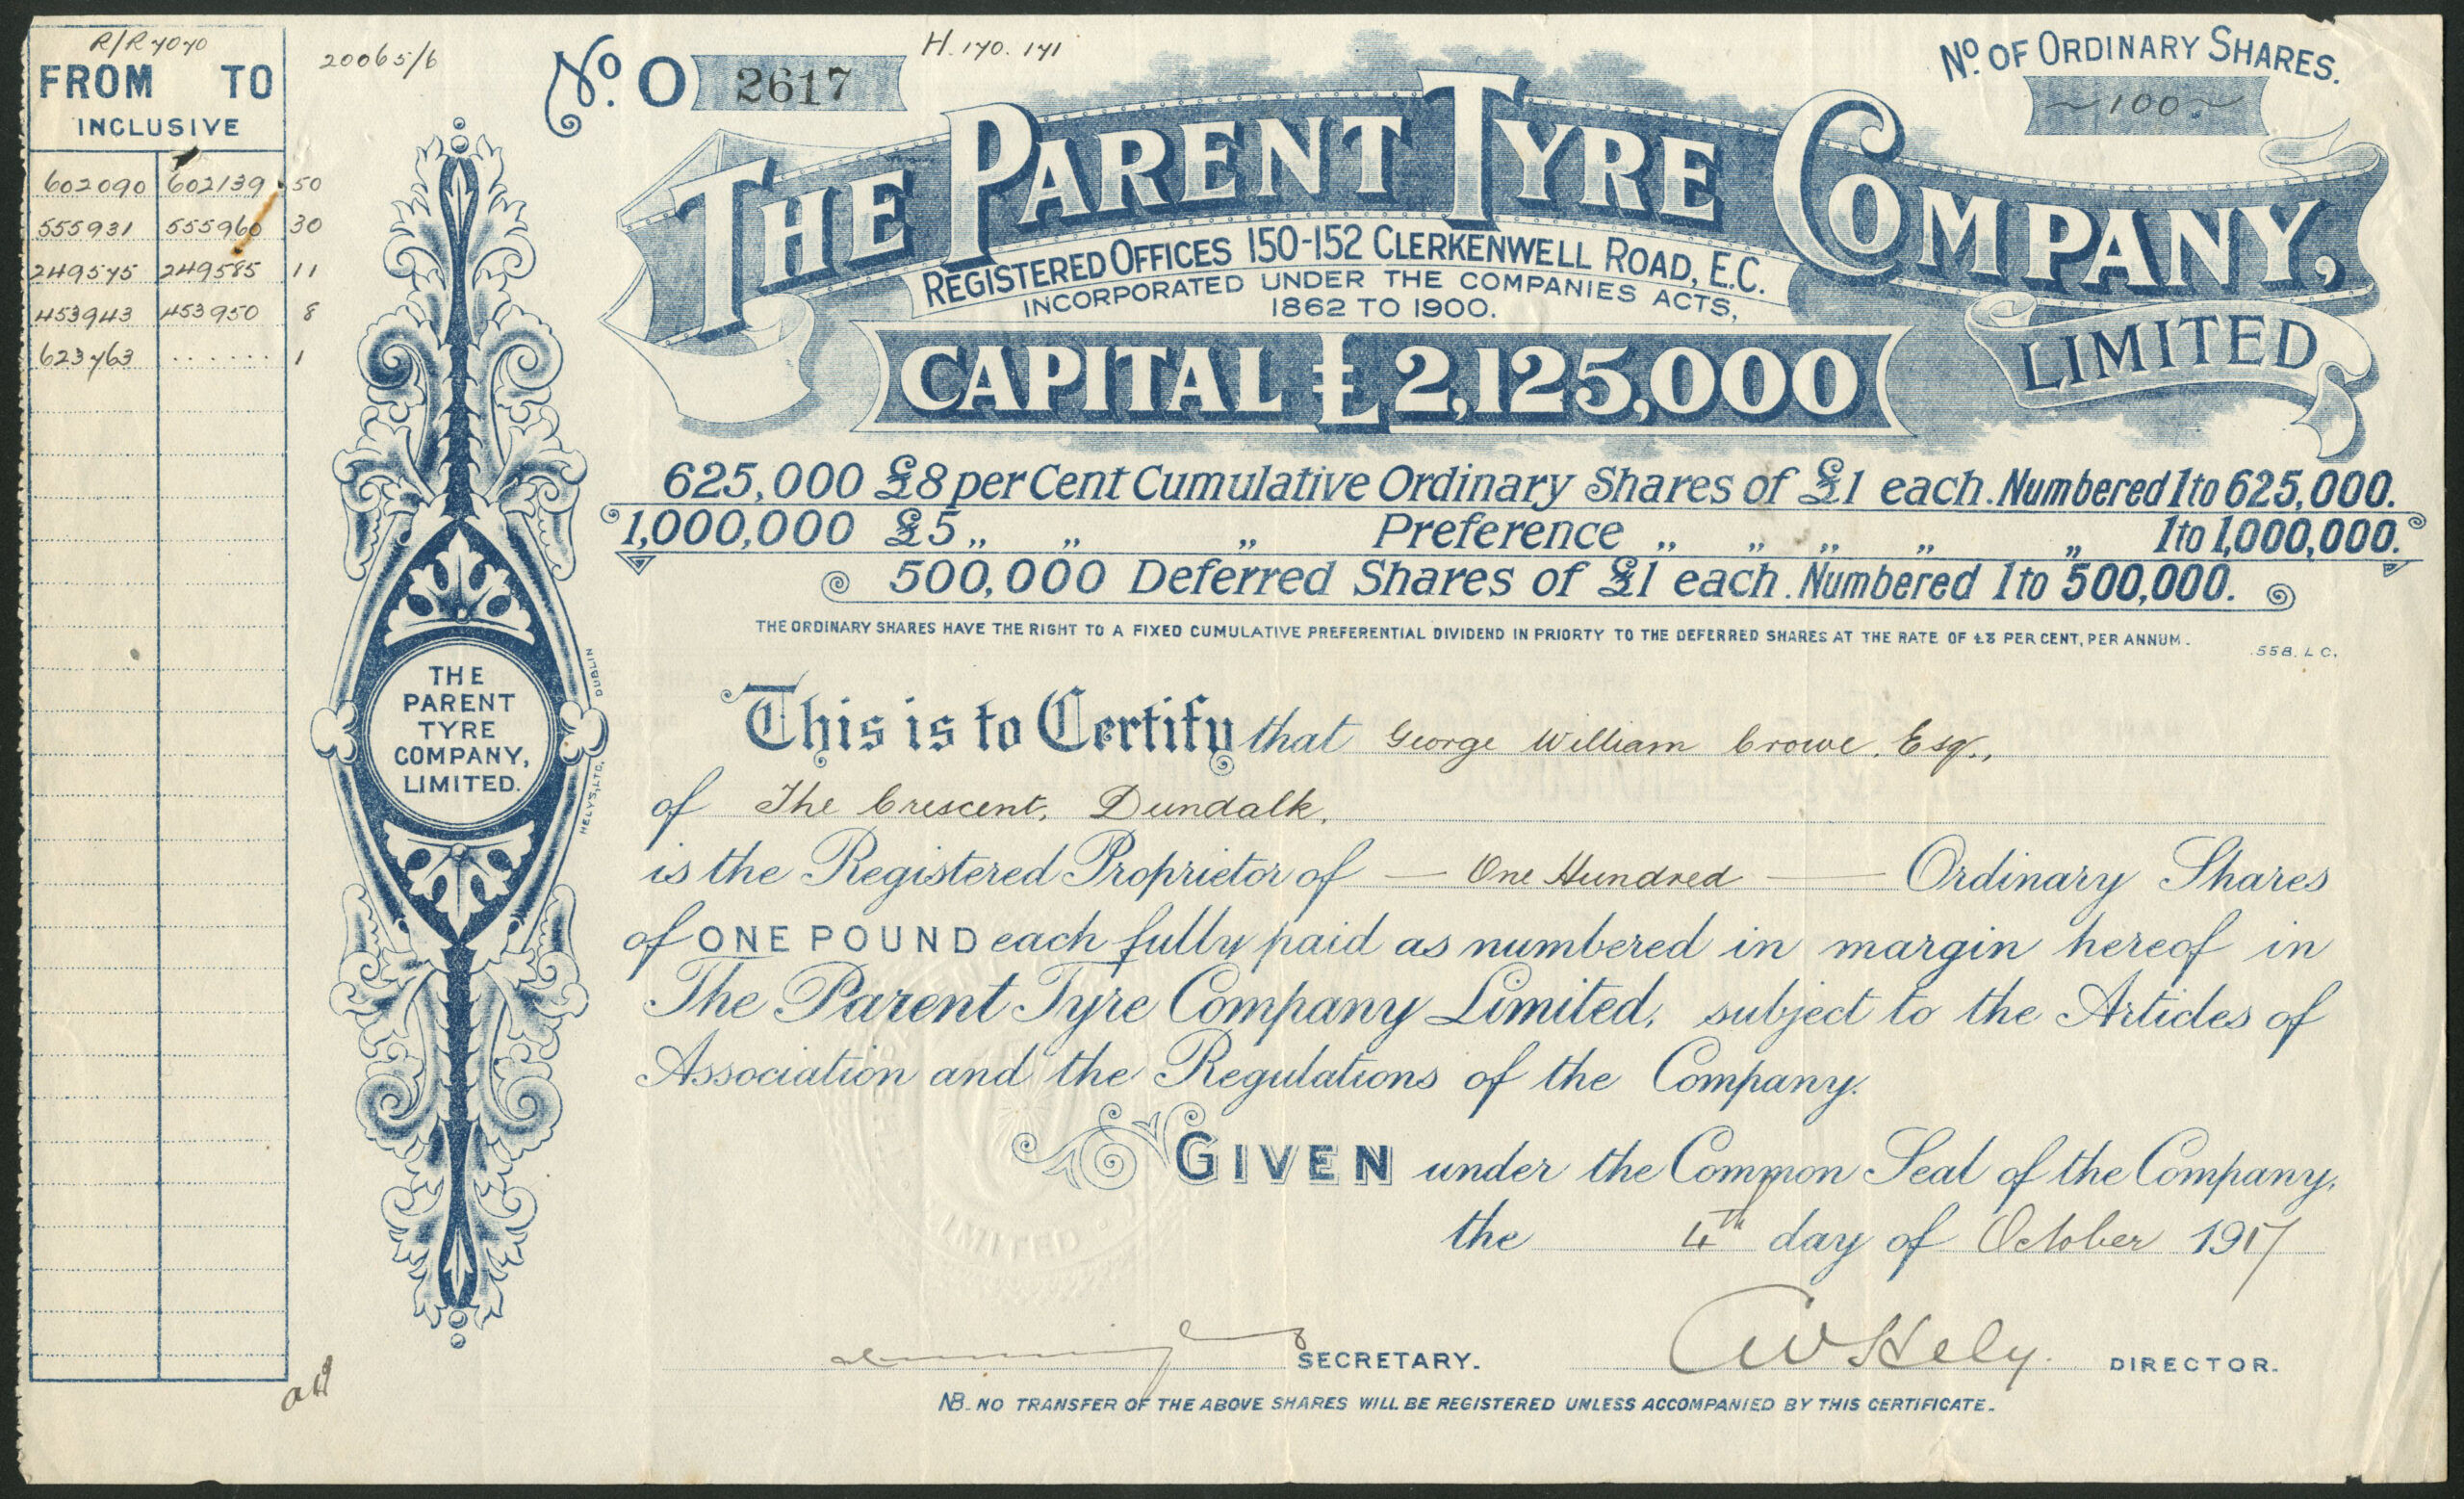 R/R 7070
FROM TO
INCLUSIVE
602090 602139 50
555931 555960 30
249575 249585 11
453943 453950 8
623763 ...... 1
20065/6
No. O 2617
H. 170. 171
No. OF ORDINARY SHARES.
~100~
THE PARENT TYRE COMPANY,
LIMITED
REGISTERED OFFICES 150-152 CLERKENWELL ROAD, E.C.
INCORPORATED UNDER THE COMPANIES ACTS,
1862 TO 1900.
CAPITAL £2,125,000
625,000 £8 per Cent Cumulative Ordinary Shares of £1 each. Numbered 1 to 625,000.
1,000,000 £5 „ „ „ Preference „ „ „ „ „ 1 to 1,000,000.
500,000 Deferred Shares of £1 each. Numbered 1 to 500,000.
THE ORDINARY SHARES HAVE THE RIGHT TO A FIXED CUMULATIVE PREFERENTIAL DIVIDEND IN PRIORTY TO THE DEFERRED SHARES AT THE RATE OF £8 PER CENT, PER ANNUM.
558. L C.
THE
PARENT
TYRE
COMPANY,
LIMITED.
HELY'S, LTD, DUBLIN
This is to Certify that George William Crowe, Esq.,
of The Crescent, Dundalk,
is the Registered Proprietor of — One Hundred — Ordinary Shares
of ONE POUND each fully paid as numbered in margin hereof in
The Parent Tyre Company Limited, subject to the Articles of
Association and the Regulations of the Company.
GIVEN under the Common Seal of the Company,
the 4th day of October 1917
LIMITED
SECRETARY.
CW Hely. DIRECTOR.
NB. NO TRANSFER OF THE ABOVE SHARES WILL BE REGISTERED UNLESS ACCOMPANIED BY THIS CERTIFICATE.